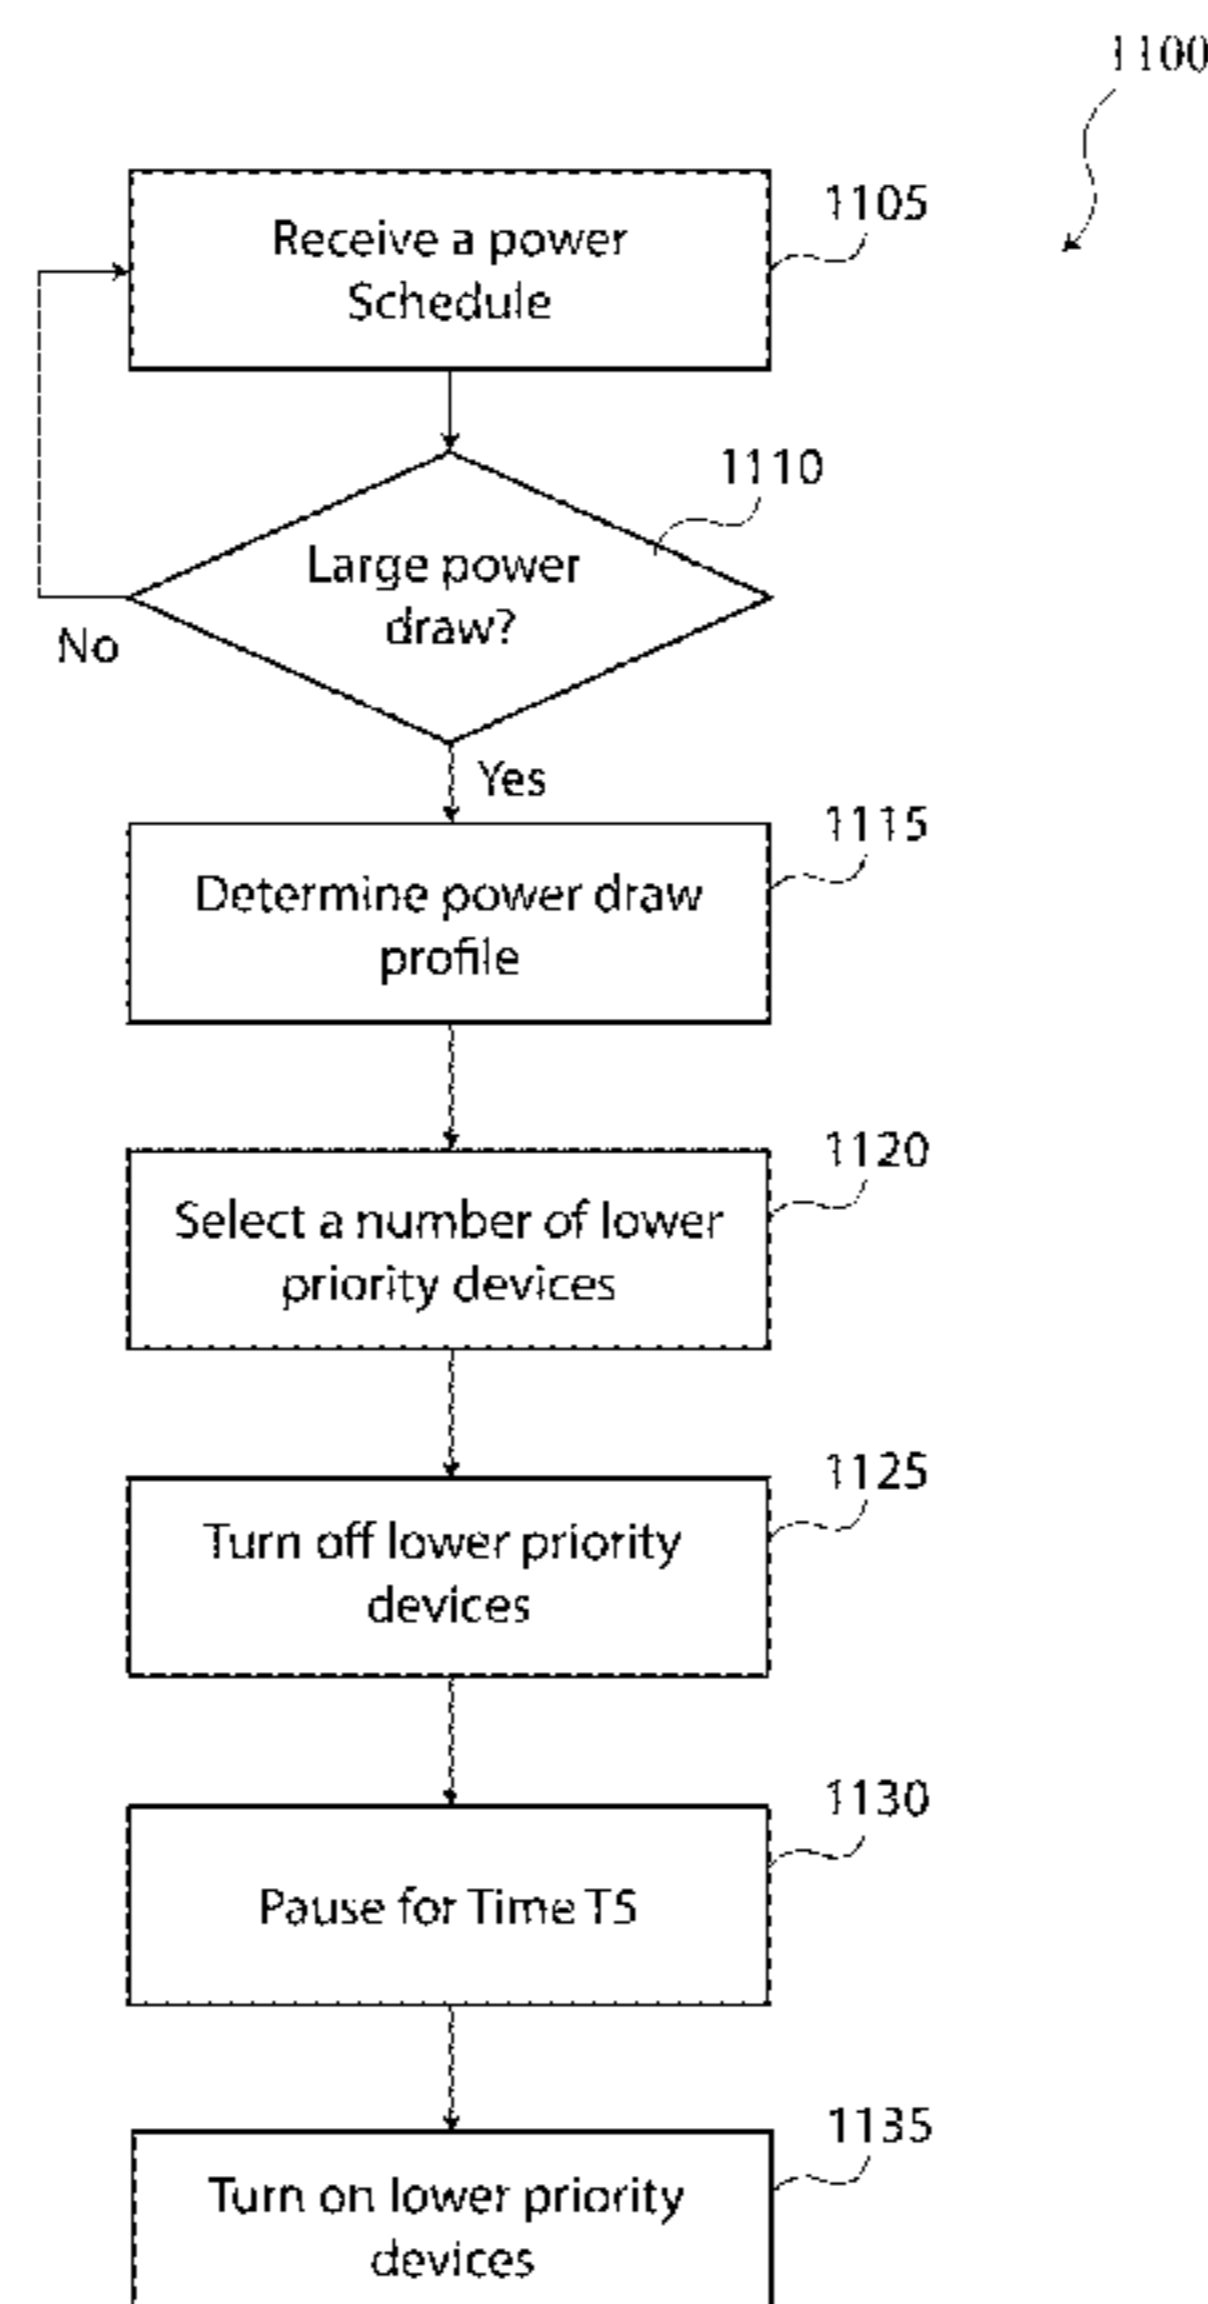 1100
1105
Receive a power
Schedule
1110
Large power
draw?
No
Yes
1115
Determine power draw
profile
1120
Select a number of lower
priority devices
1125
Turn off lower priority
devices
1130
Pause for Time T5
1135
Turn on lower priority
devices